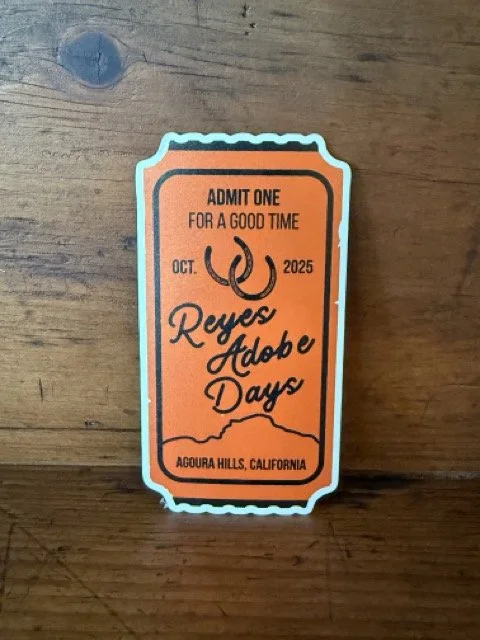 ADMIT ONE
FOR A GOOD TIME
OCT. 2025
Reyes
Adobe
Days
AGOURA HILLS, CALIFORNIA